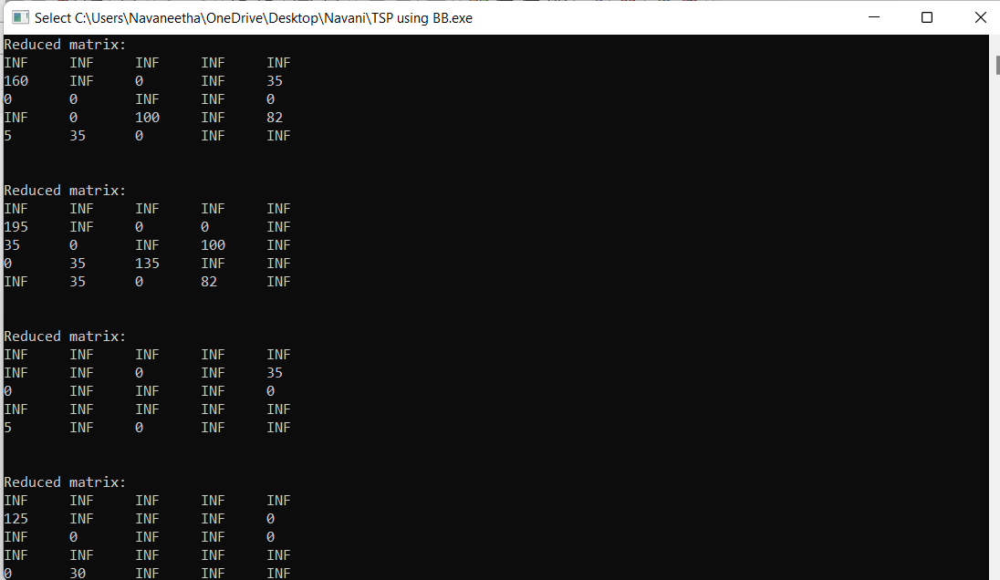 Select C:\Users\Navaneetha\OneDrive\Desktop\Navani\TSP using BB.exe
Reduced matrix:
INF INF INF INF INF
160 INF 0 INF 35
0 0 INF INF 0
INF 0 100 INF 82
5 35 0 INF INF
Reduced matrix:
INF INF INF INF INF
195 INF 0 0 INF
35 0 INF 100 INF
0 35 135 INF INF
INF 35 0 82 INF
Reduced matrix:
INF INF INF INF INF
INF INF 0 INF 35
0 INF INF INF 0
INF INF INF INF INF
5 INF 0 INF INF
Reduced matrix:
INF INF INF INF INF
125 INF INF INF 0
INF 0 INF INF 0
INF INF INF INF INF
0 30 INF INF INF